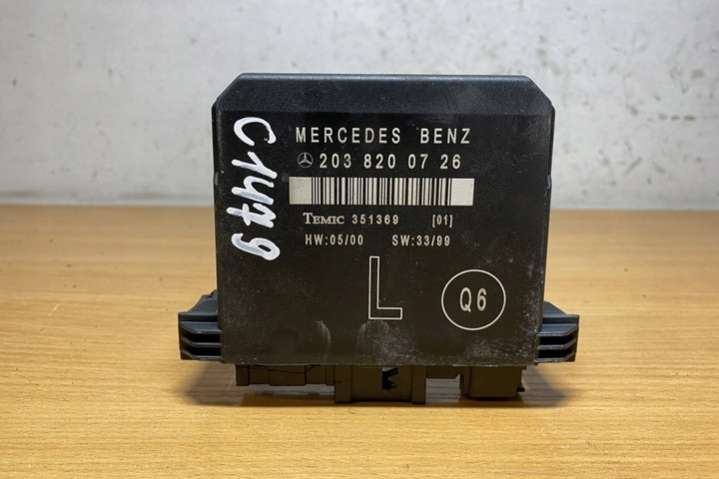 MERCEDES BENZ
203 820 07 26
TEMIC 351369 [01]
HW:05/00 SW:33/99
L
Q6
C1479